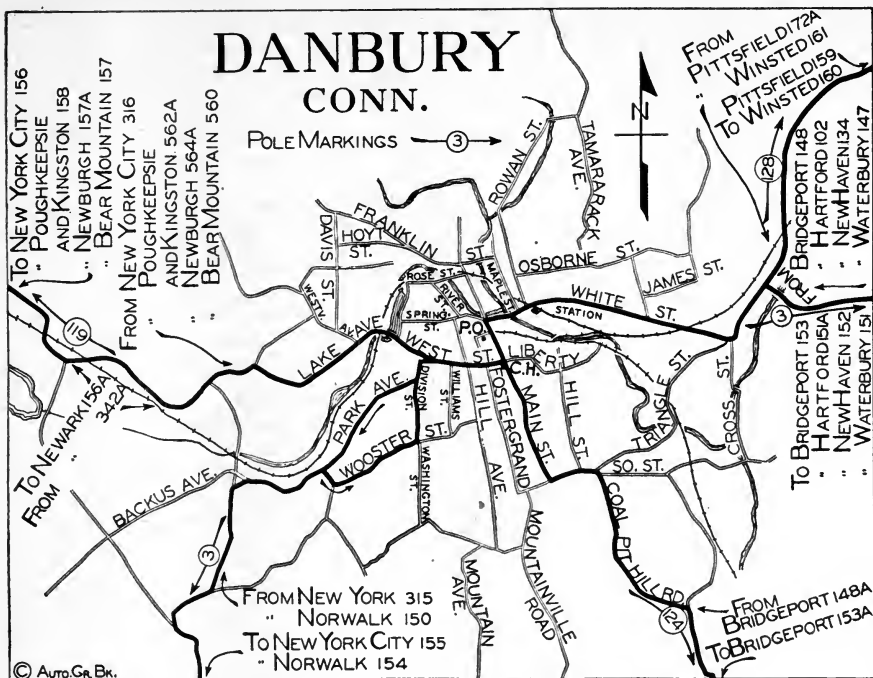 DANBURY
CONN.
POLE MARKINGS 3
TO NEW YORK CITY 156
" POUGHKEEPSIE
AND KINGSTON 158
" NEWBURGH 157A
" BEAR MOUNTAIN 157
FROM NEW YORK CITY 316
" POUGHKEEPSIE
AND KINGSTON 562A
" NEWBURGH 564A
" BEAR MOUNTAIN 560
FROM
PITTSFIELD 172A
" WINSTED 161
PITTSFIELD 159
TO WINSTED 160
128
FROM BRIDGEPORT 148
" HARTFORD 102
" NEW HAVEN 134
" WATERBURY 147
3
TO BRIDGEPORT 153
" HARTFORD 151A
" NEW HAVEN 152
" WATERBURY 151
N
ROWAN ST.
TAMARARACK
AVE.
FRANKLIN
ST
DAVIS
ST.
HOYT
ST.
OSBORNE ST.
JAMES ST.
ROSE ST.
RIVER
ST.
MAPLE ST.
WESTV.
AV.
SPRING
ST.
P.O.
WHITE
ST.
STATION
LAKE AVE
WEST ST.
LIBERTY
C.H.
119
TO NEWARK 156A
FROM " 342A
PARK AVE.
DIVISION
ST.
WILLIAMS
ST.
HILL
AVE.
FOSTERGRAND
MAIN ST.
HILL ST.
TRIANGLE ST.
CROSS ST.
WOOSTER ST.
WASHINGTON
ST.
SO. ST.
BACKUS AVE.
COAL PIT HILL RD.
3
MOUNTAIN
AVE.
MOUNTAINVILLE
ROAD
124
FROM NEW YORK 315
" NORWALK 150
TO NEW YORK CITY 155
" NORWALK 154
FROM
BRIDGEPORT 148A
TO BRIDGEPORT 153A
© AUTO. GR. BK.